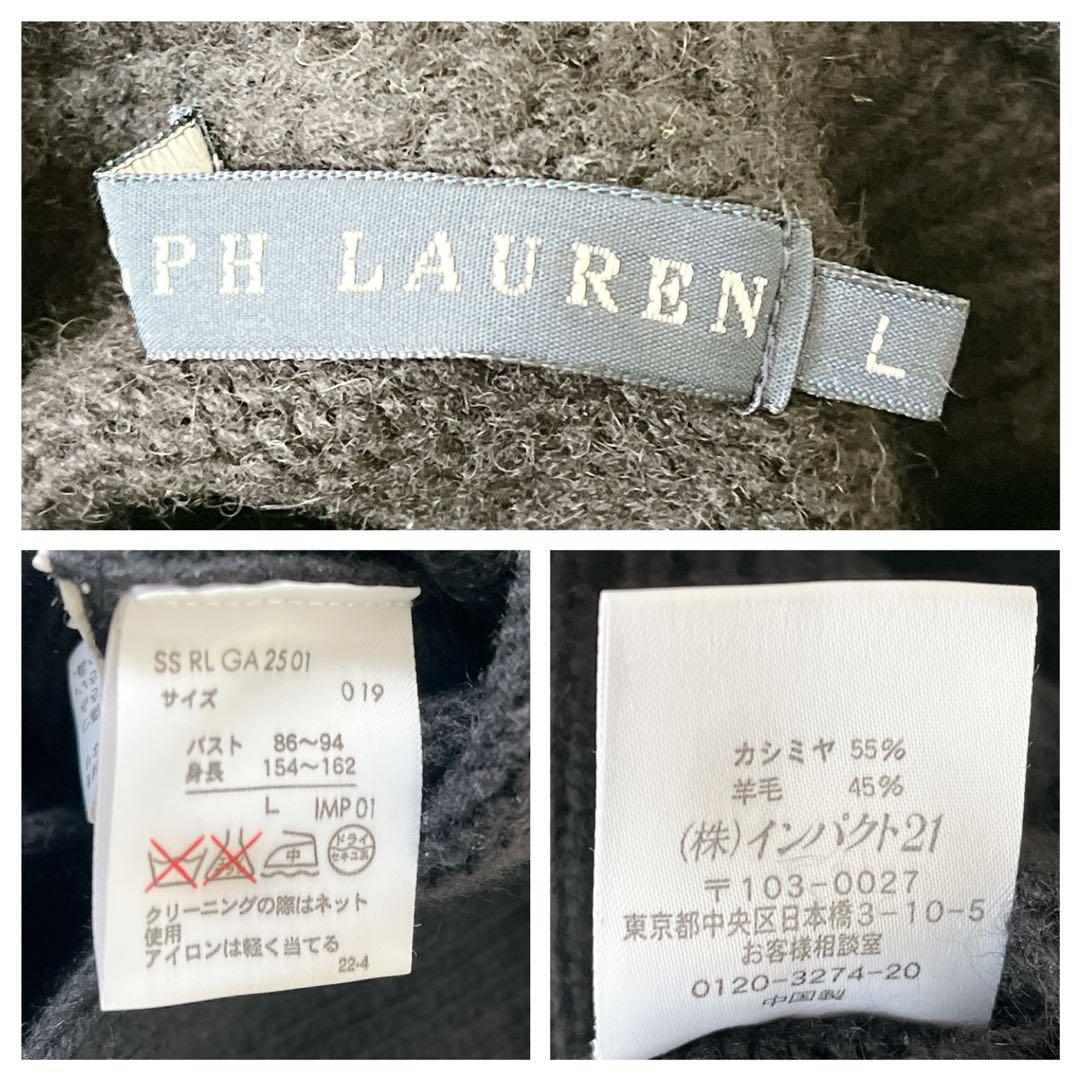 PH LAUREN
L
SS RL GA2501
サイズ 019
バスト 86〜94
身長 154〜162
L IMP 01
中 ドライ
セキユ系
クリーニングの際はネット
使用
アイロンは軽く当てる
22-4
カシミヤ 55%
羊毛 45%
(株)インパクト21
〒103-0027
東京都中央区日本橋3-10-5
お客様相談室
0120-3274-20
中国製